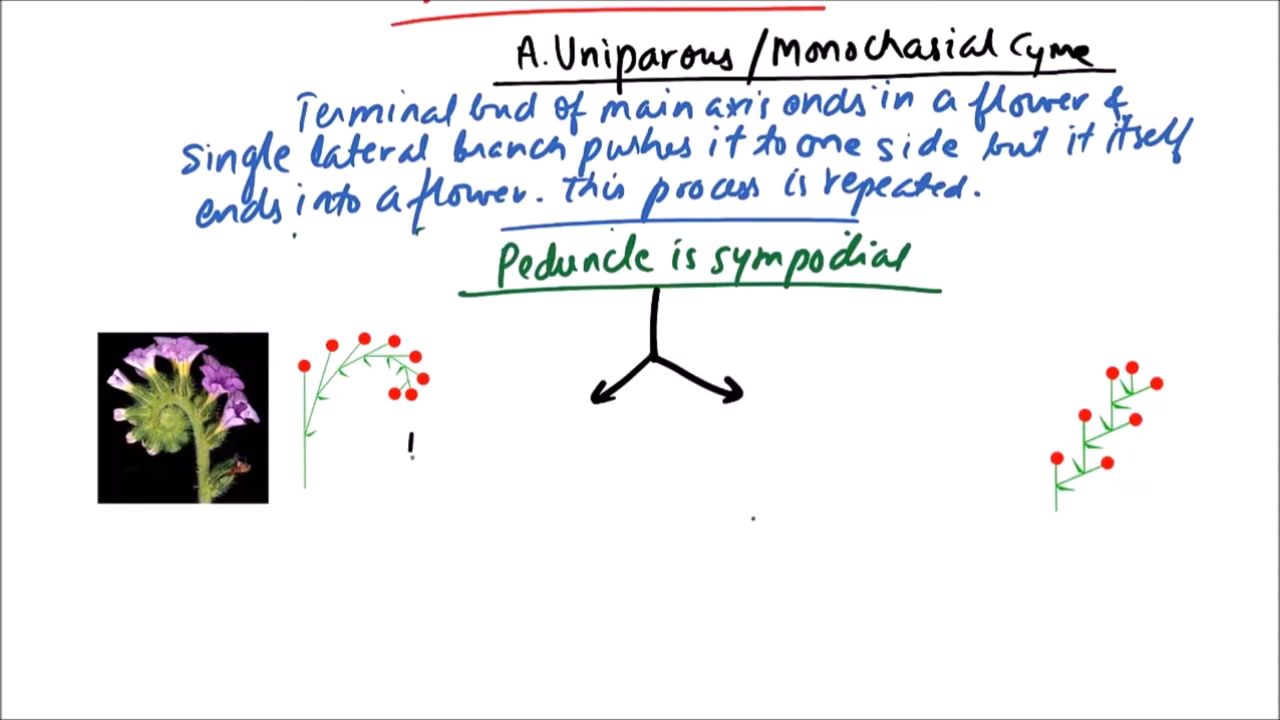 A. Uniparous / Monochasial Cyme
Terminal bud of main axis ends in a flower &
single lateral branch pushes it to one side but it itself
ends into a flower. This process is repeated.
Peduncle is sympodial